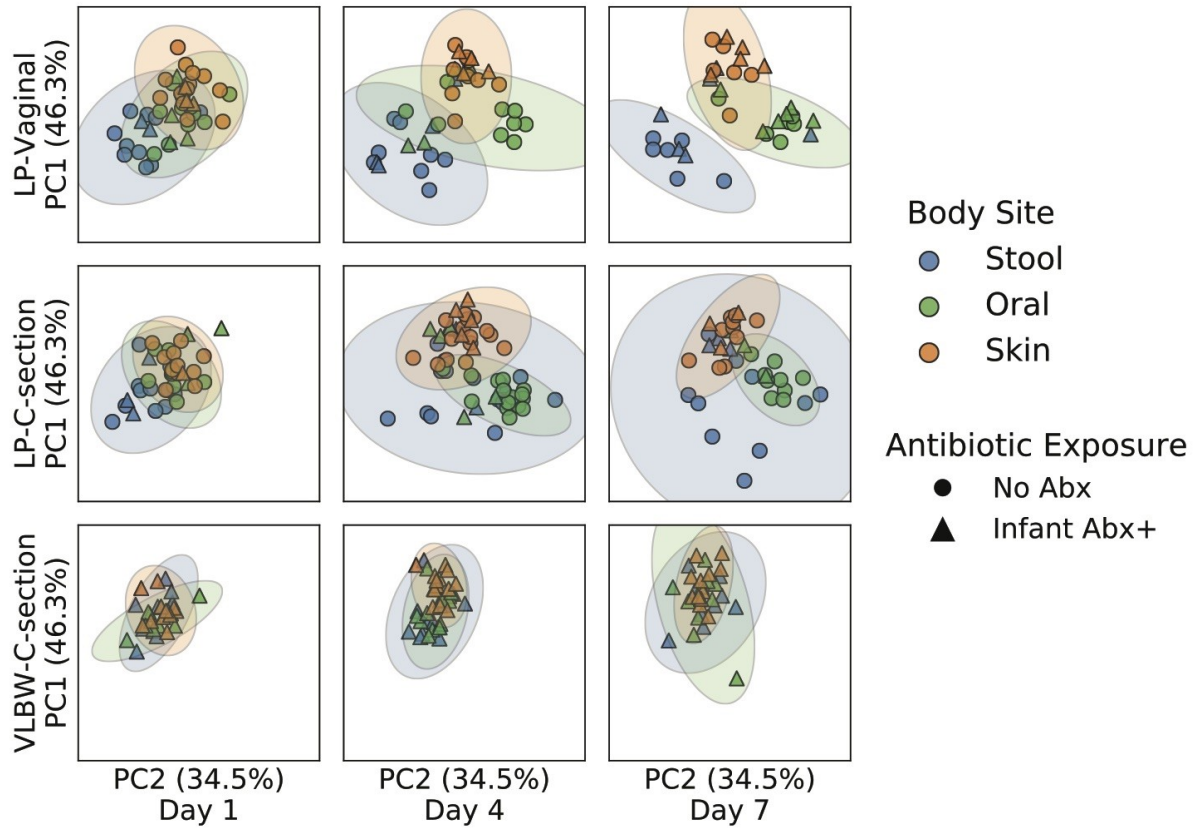 LP-Vaginal
PC1 (46.3%)
LP-C-section
PC1 (46.3%)
VLBW-C-section
PC1 (46.3%)
PC2 (34.5%)
Day 1
PC2 (34.5%)
Day 4
PC2 (34.5%)
Day 7
Body Site
Stool
Oral
Skin
Antibiotic Exposure
No Abx
Infant Abx+